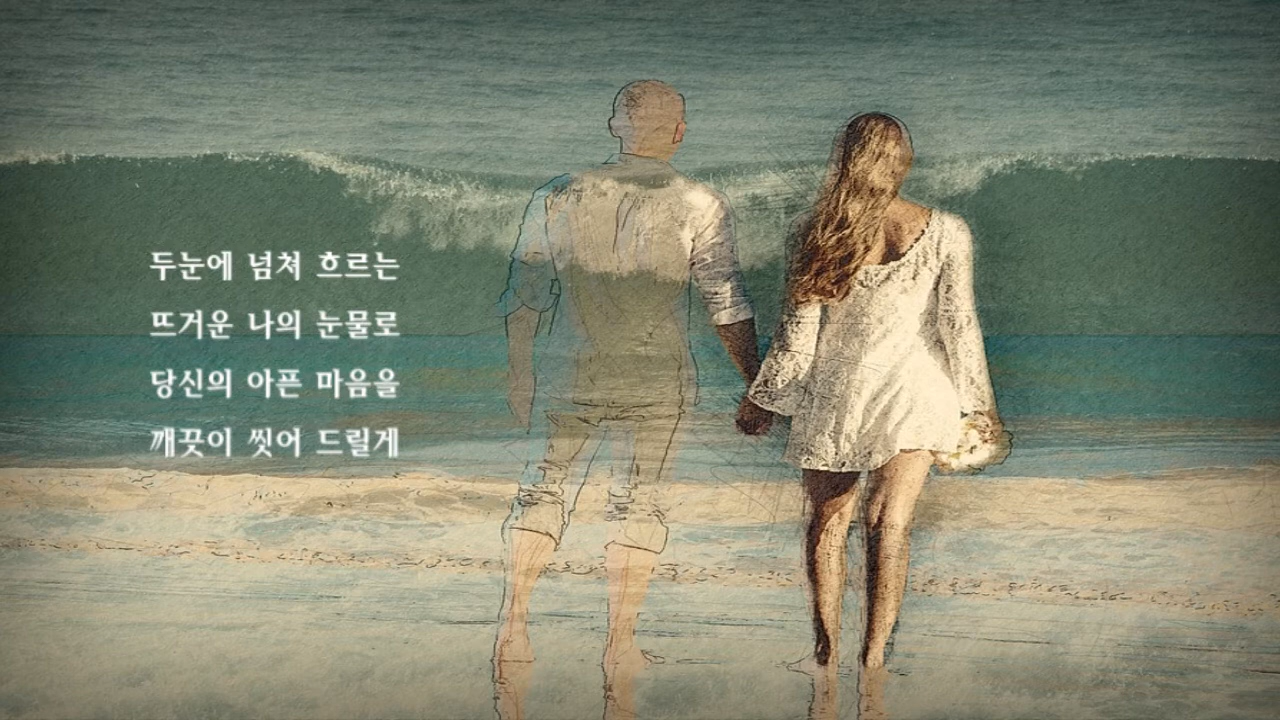 두눈에 넘쳐 흐르는
뜨거운 나의 눈물로
당신의 아픈 마음을
깨끗이 씻어 드릴게